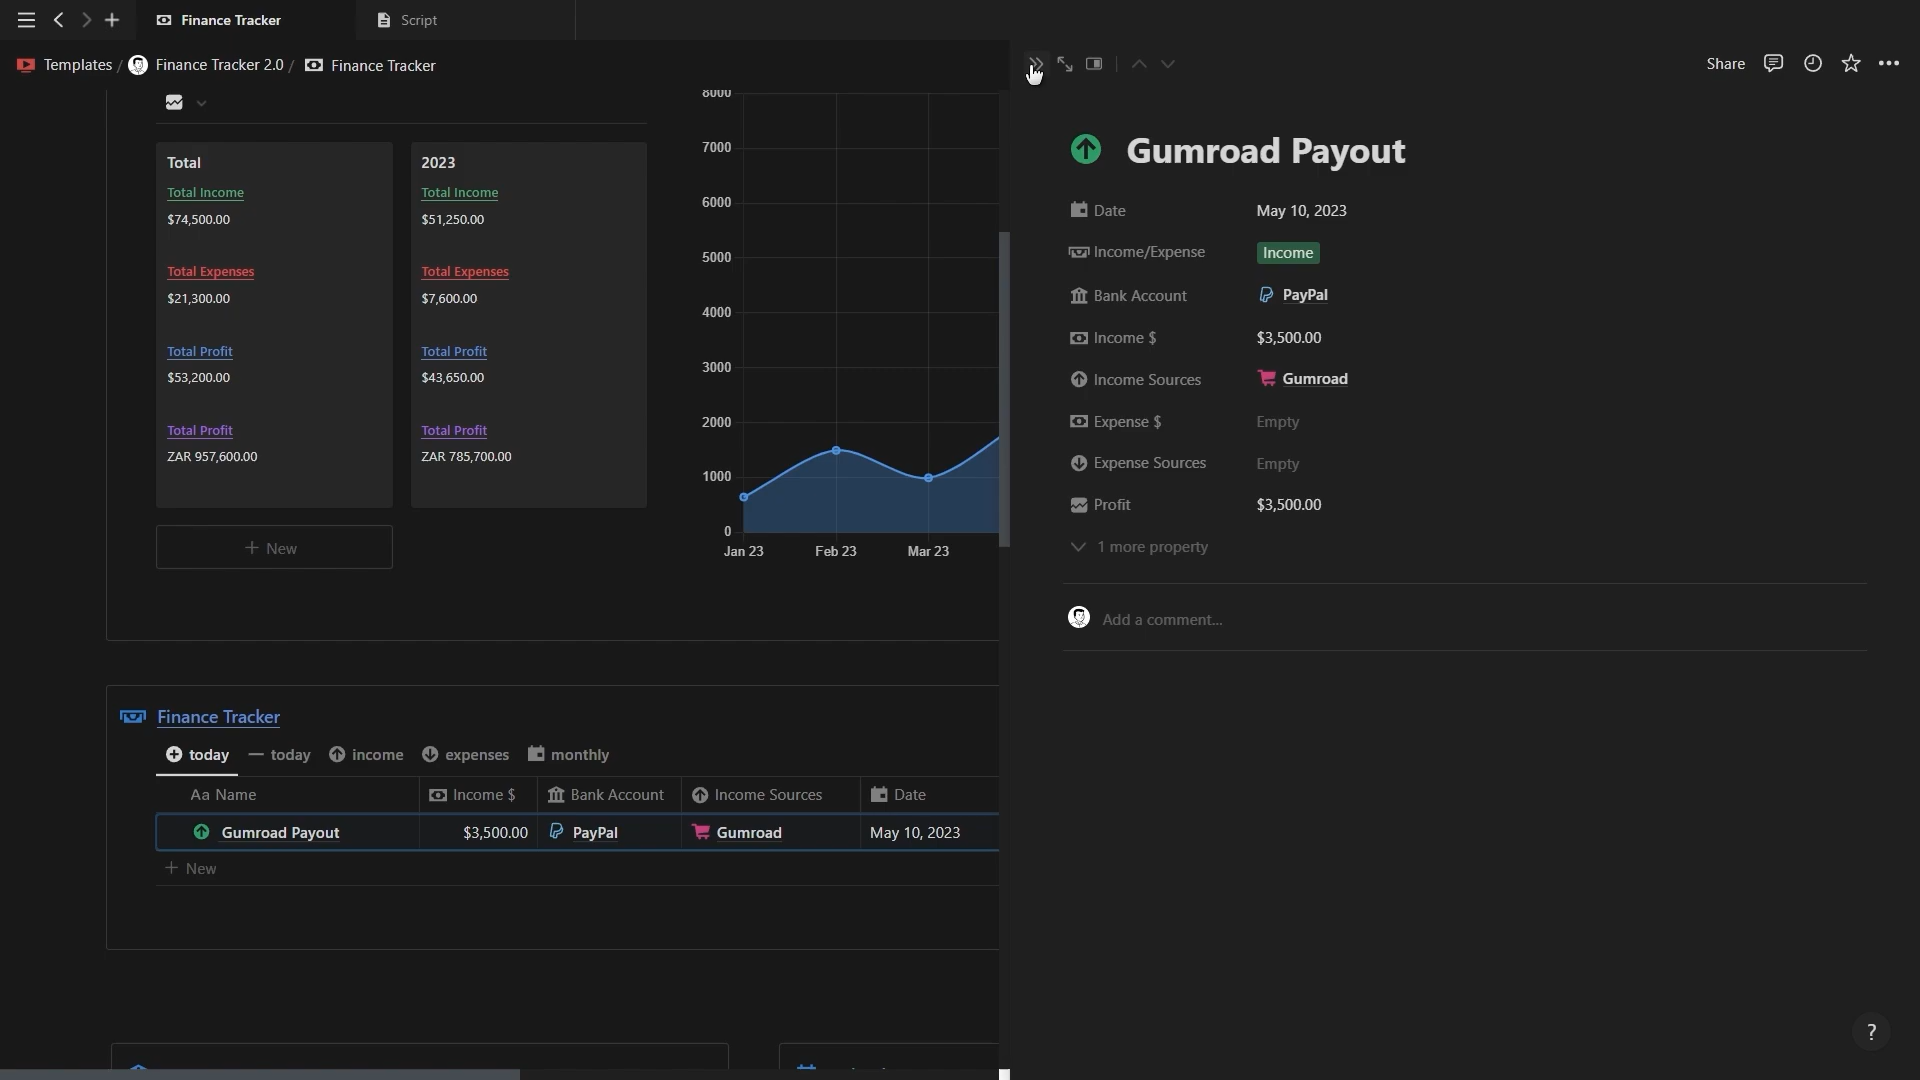 Finance Tracker
Script
Templates / Finance Tracker 2.0 / Finance Tracker
Share
Total
Total Income
$74,500.00
Total Expenses
$21,300.00
Total Profit
$53,200.00
Total Profit
ZAR 957,600.00
2023
Total Income
$51,250.00
Total Expenses
$7,600.00
Total Profit
$43,650.00
Total Profit
ZAR 785,700.00
+ New
8000
7000
6000
5000
4000
3000
2000
1000
0
Jan 23 Feb 23 Mar 23
Finance Tracker
today today income expenses monthly
Aa Name Income $ Bank Account Income Sources Date
Gumroad Payout $3,500.00 PayPal Gumroad May 10, 2023
+ New
Gumroad Payout
Date May 10, 2023
Income/Expense Income
Bank Account PayPal
Income $ $3,500.00
Income Sources Gumroad
Expense $ Empty
Expense Sources Empty
Profit $3,500.00
1 more property
Add a comment...
?